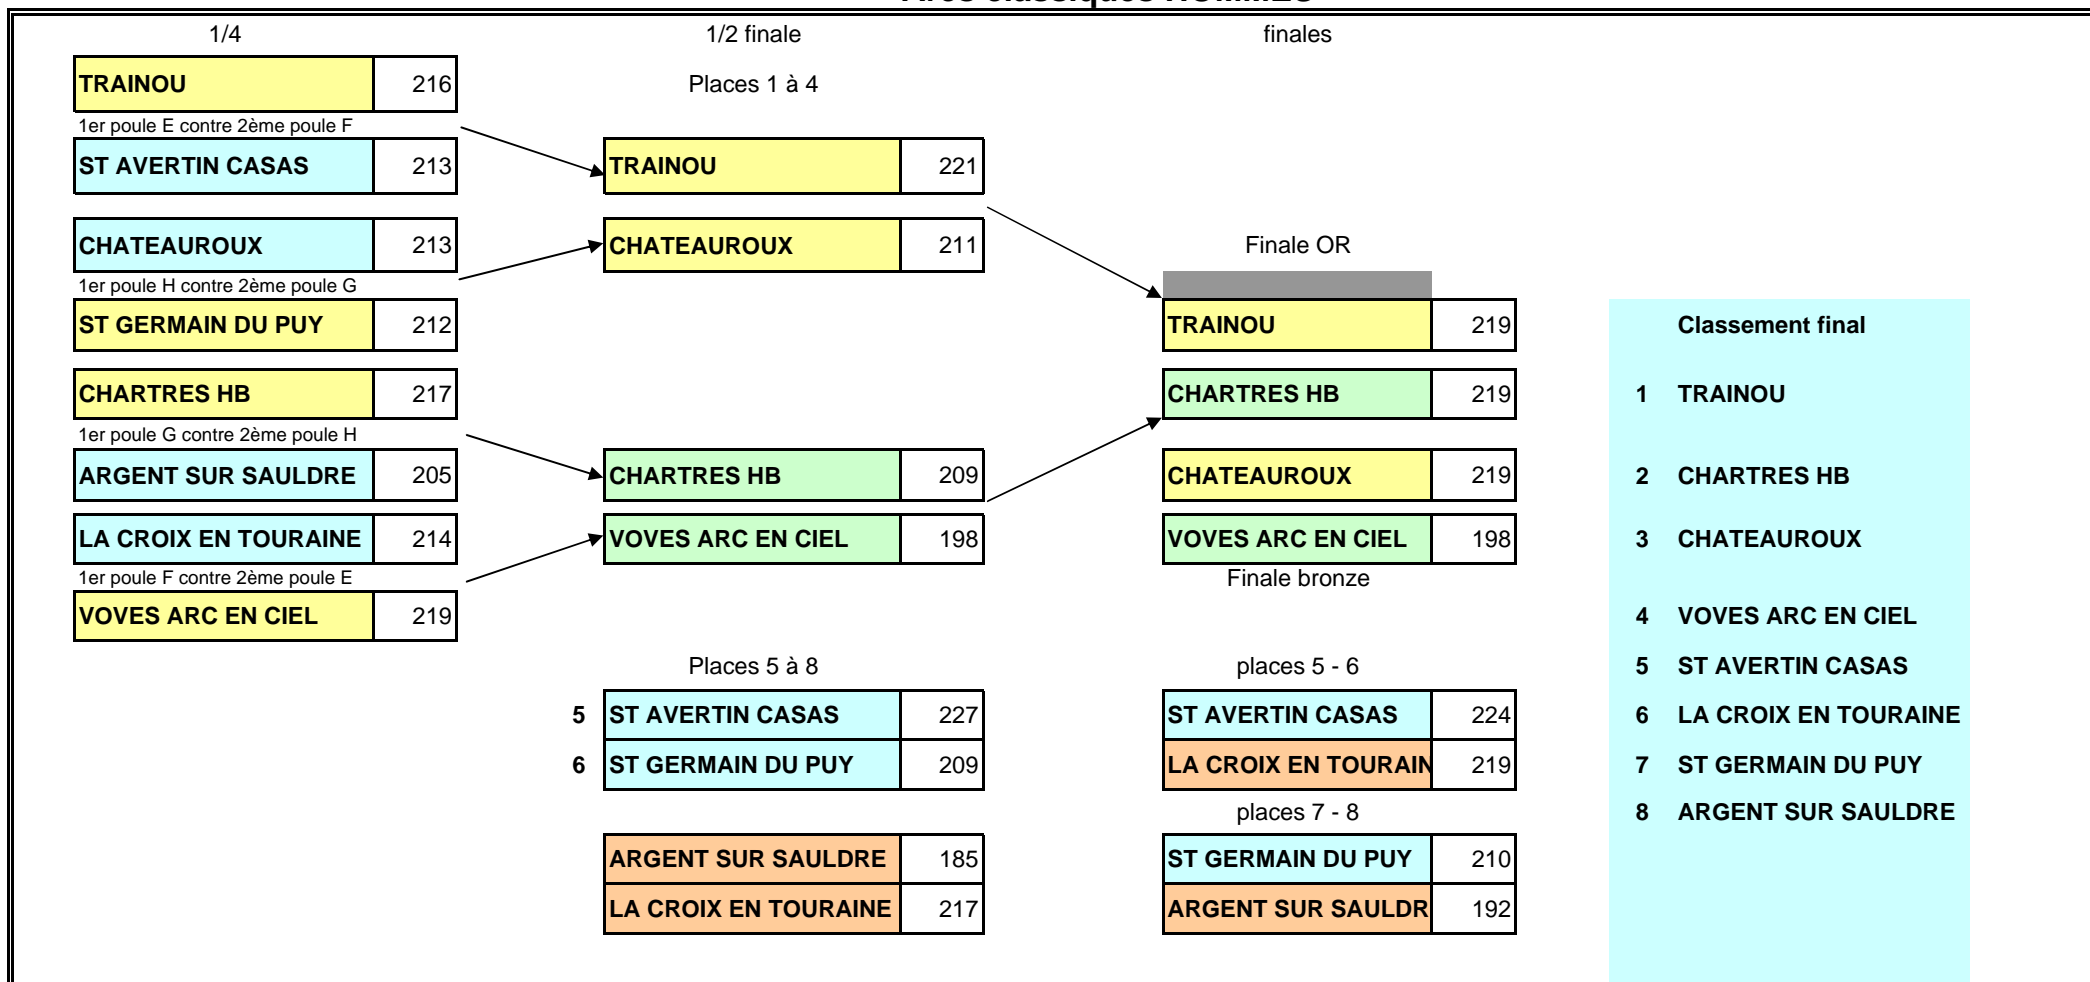 1/4 1/2 finale finales
TRAINOU 216 Places 1 à 4
1er poule E contre 2ème poule F
ST AVERTIN CASAS 213 TRAINOU 221
CHATEAUROUX 213 CHATEAUROUX 211 Finale OR
1er poule H contre 2ème poule G
ST GERMAIN DU PUY 212 TRAINOU 219 Classement final
CHARTRES HB 217 CHARTRES HB 219 1 TRAINOU
1er poule G contre 2ème poule H
ARGENT SUR SAULDRE 205 CHARTRES HB 209 CHATEAUROUX 219 2 CHARTRES HB
LA CROIX EN TOURAINE 214 VOVES ARC EN CIEL 198 VOVES ARC EN CIEL 198 3 CHATEAUROUX
1er poule F contre 2ème poule E Finale bronze
VOVES ARC EN CIEL 219 4 VOVES ARC EN CIEL
Places 5 à 8 places 5 - 6 5 ST AVERTIN CASAS
5 ST AVERTIN CASAS 227 ST AVERTIN CASAS 224 6 LA CROIX EN TOURAINE
6 ST GERMAIN DU PUY 209 LA CROIX EN TOURAIN 219 7 ST GERMAIN DU PUY
places 7 - 8 8 ARGENT SUR SAULDRE
ARGENT SUR SAULDRE 185 ST GERMAIN DU PUY 210
LA CROIX EN TOURAINE 217 ARGENT SUR SAULDR 192